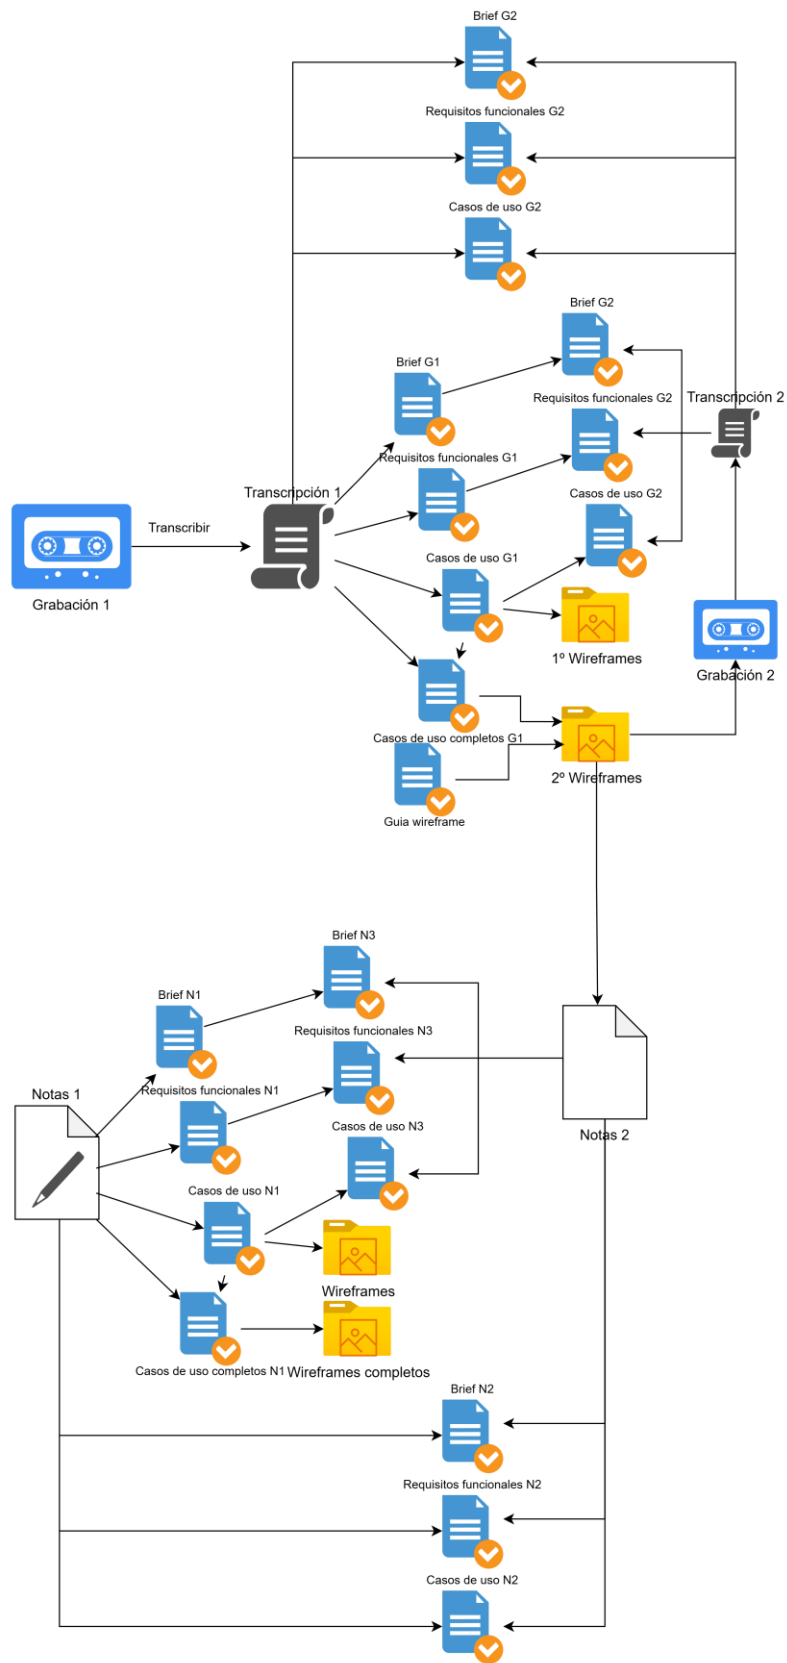 Brief G2
Requisitos funcionales G2
Casos de uso G2
Brief G2
Brief G1
Transcripción 2
Requisitos funcionales G2
Requisitos funcionales G1
Transcripción 1
Casos de uso G2
Transcribir
Casos de uso G1
Grabación 1
1º Wireframes
Grabación 2
Casos de uso completos G1
2º Wireframes
Guia wireframe
Brief N3
Brief N1
Requisitos funcionales N3
Notas 1
Requisitos funcionales N1
Casos de uso N3
Notas 2
Casos de uso N1
Wireframes
Casos de uso completos N1
Wireframes completos
Brief N2
Requisitos funcionales N2
Casos de uso N2